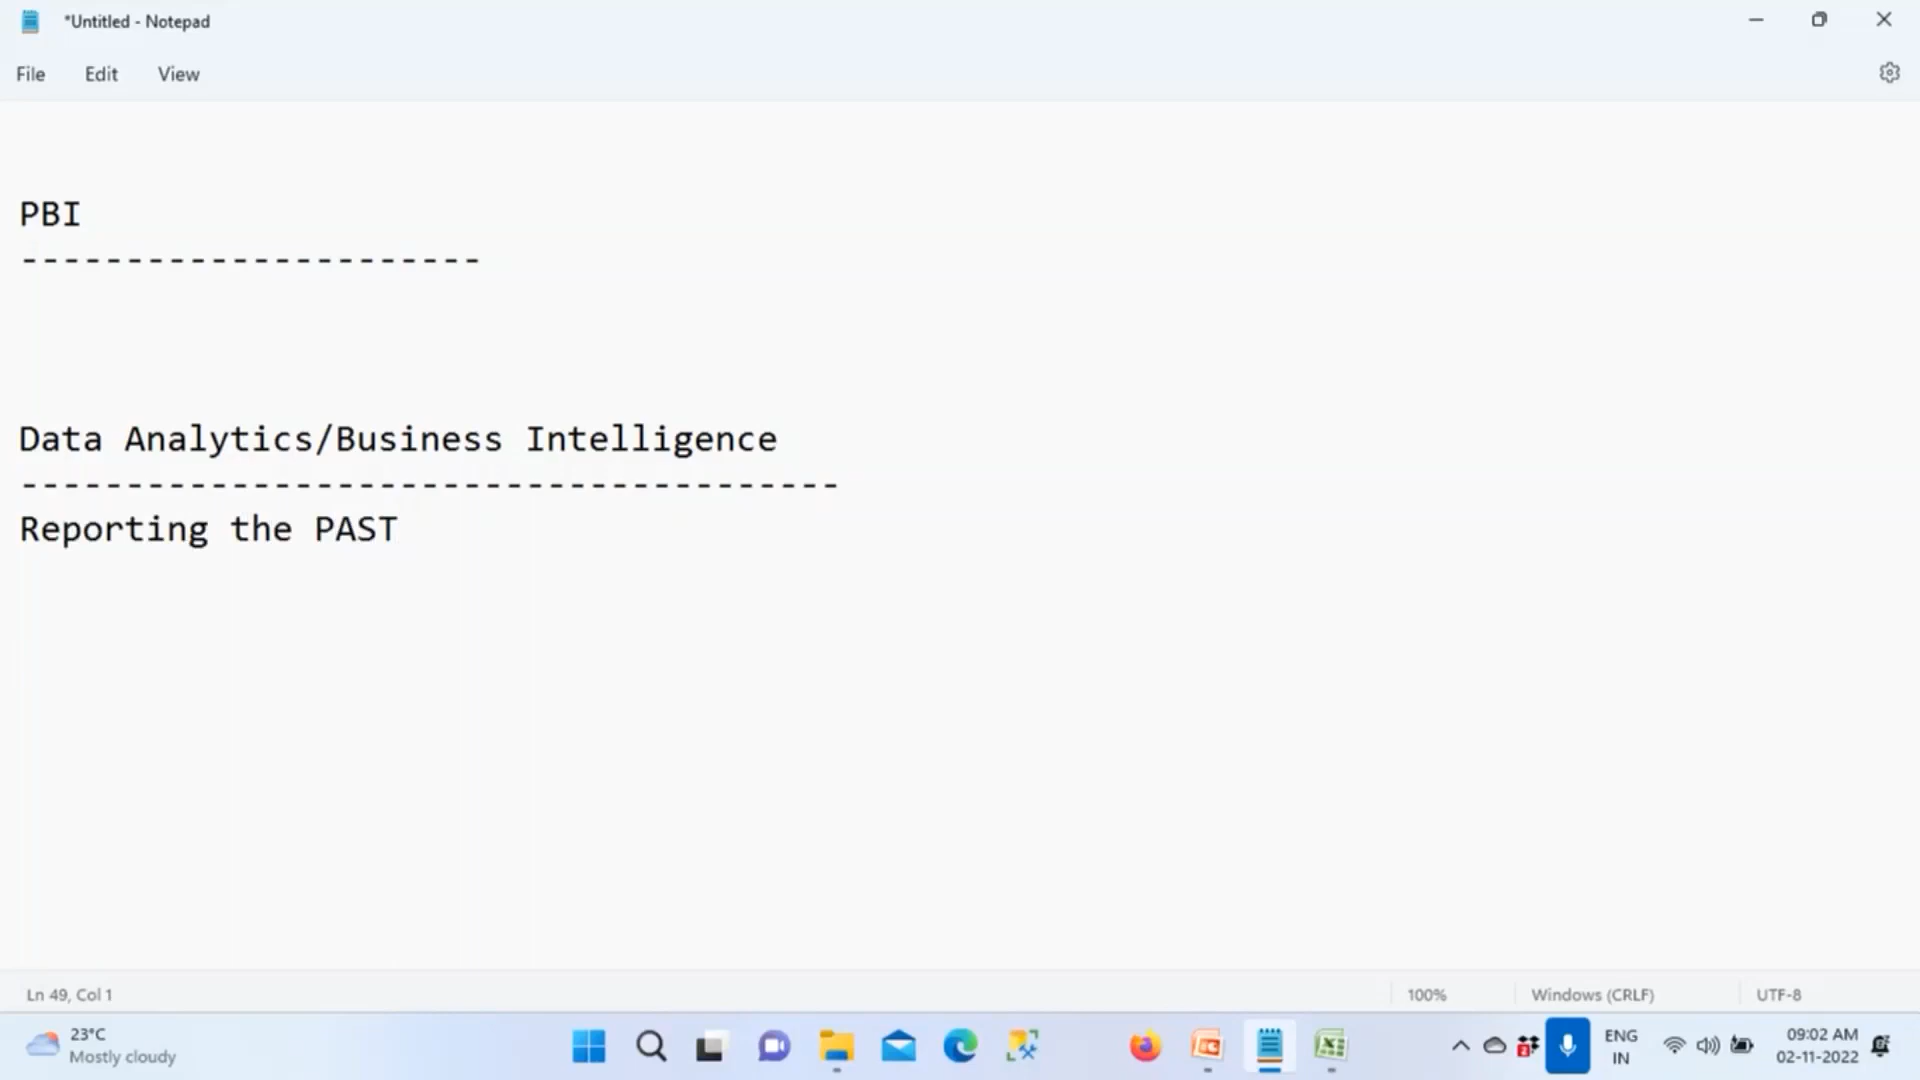 *Untitled - Notepad
File Edit View
PBI
----------------------
Data Analytics/Business Intelligence
---------------------------------------
Reporting the PAST
Ln 49, Col 1 100% Windows (CRLF) UTF-8
23°C
Mostly cloudy
ENG
IN
09:02 AM
02-11-2022